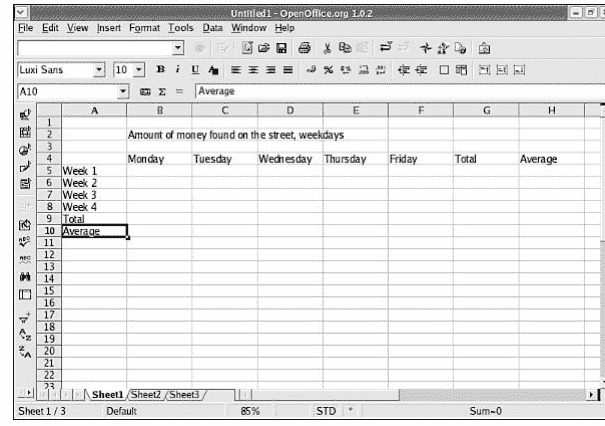 Untitled1 - OpenOffice.org 1.0.2
File Edit View Insert Format Tools Data Window Help
Luxi Sans 10 B i U A
A10 Σ = Average
A B C D E F G H
1
2 Amount of money found on the street, weekdays
3
4 Monday Tuesday Wednesday Thursday Friday Total Average
5 Week 1
6 Week 2
7 Week 3
8 Week 4
9 Total
10 Average
11
12
13
14
15
16
17
18
19
20
21
22
23
Sheet1 Sheet2 Sheet3
Sheet 1 / 3 Default 85% STD * Sum=0